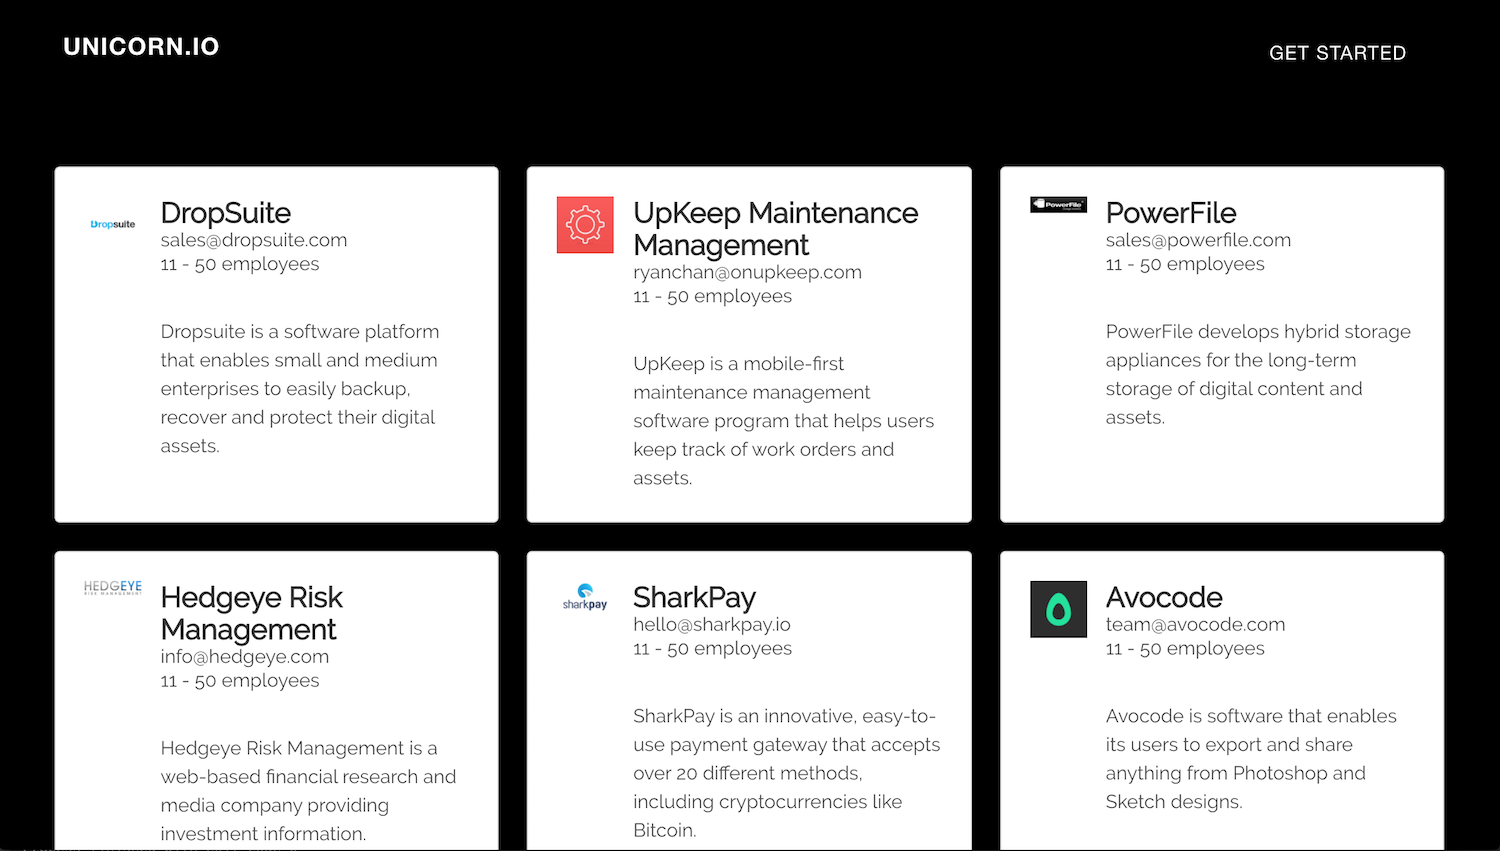 UNICORN.IO
GET STARTED
Dropsuite
DropSuite
sales@dropsuite.com
11 - 50 employees
Dropsuite is a software platform
that enables small and medium
enterprises to easily backup,
recover and protect their digital
assets.
UpKeep Maintenance
Management
ryanchan@onupkeep.com
11 - 50 employees
UpKeep is a mobile-first
maintenance management
software program that helps users
keep track of work orders and
assets.
PowerFile
PowerFile
sales@powerfile.com
11 - 50 employees
PowerFile develops hybrid storage
appliances for the long-term
storage of digital content and
assets.
HEDGEYE
RISK MANAGEMENT
Hedgeye Risk
Management
info@hedgeye.com
11 - 50 employees
Hedgeye Risk Management is a
web-based financial research and
media company providing
investment information.
sharkpay
SharkPay
hello@sharkpay.io
11 - 50 employees
SharkPay is an innovative, easy-to-
use payment gateway that accepts
over 20 different methods,
including cryptocurrencies like
Bitcoin.
Avocode
team@avocode.com
11 - 50 employees
Avocode is software that enables
its users to export and share
anything from Photoshop and
Sketch designs.